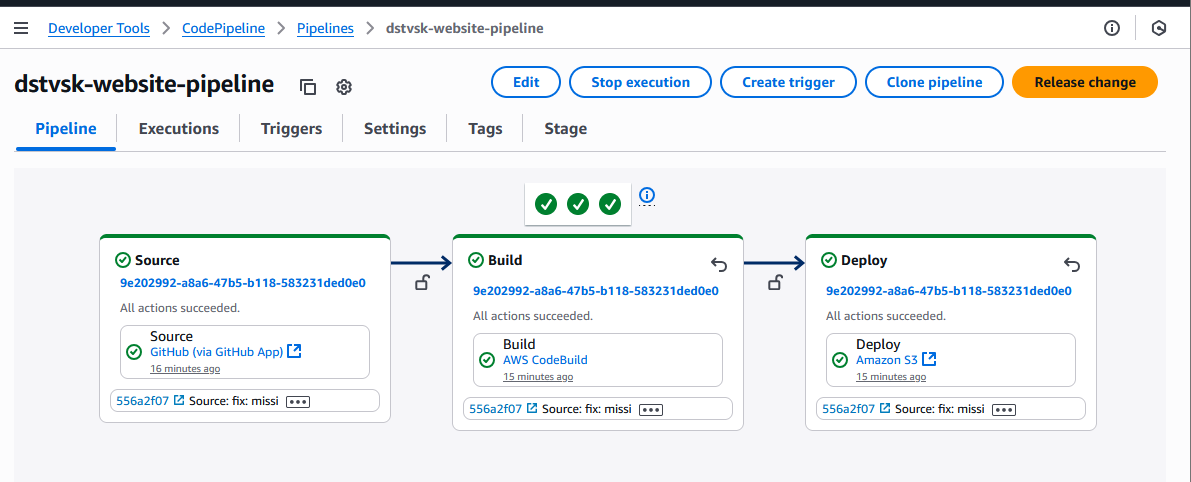 Developer Tools > CodePipeline > Pipelines > dstvsk-website-pipeline
dstvsk-website-pipeline
Edit Stop execution Create trigger Clone pipeline Release change
Pipeline Executions Triggers Settings Tags Stage
Source
9e202992-a8a6-47b5-b118-583231ded0e0
All actions succeeded.
Source
GitHub (via GitHub App)
16 minutes ago
556a2f07 Source: fix: missi
Build
9e202992-a8a6-47b5-b118-583231ded0e0
All actions succeeded.
Build
AWS CodeBuild
15 minutes ago
556a2f07 Source: fix: missi
Deploy
9e202992-a8a6-47b5-b118-583231ded0e0
All actions succeeded.
Deploy
Amazon S3
15 minutes ago
556a2f07 Source: fix: missi